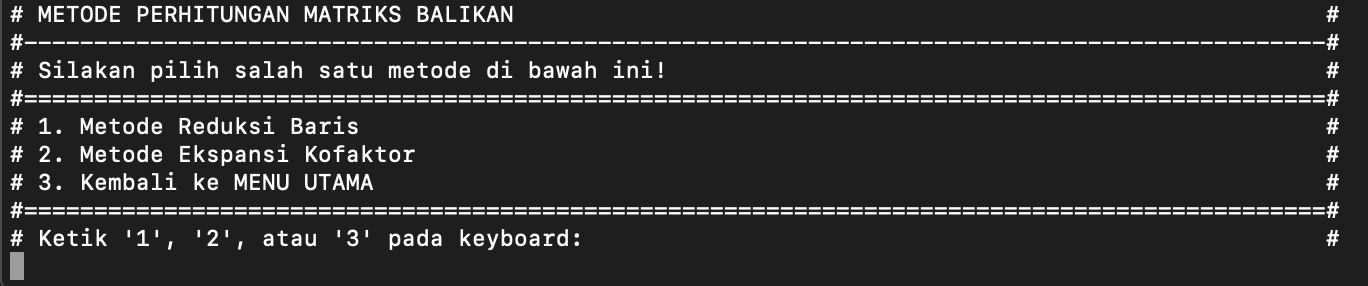 # METODE PERHITUNGAN MATRIKS BALIKAN #
#---------------------------------------------------------------------------------------------#
# Silakan pilih salah satu metode di bawah ini! #
#=============================================================================================#
# 1. Metode Reduksi Baris #
# 2. Metode Ekspansi Kofaktor #
# 3. Kembali ke MENU UTAMA #
#=============================================================================================#
# Ketik '1', '2', atau '3' pada keyboard: #